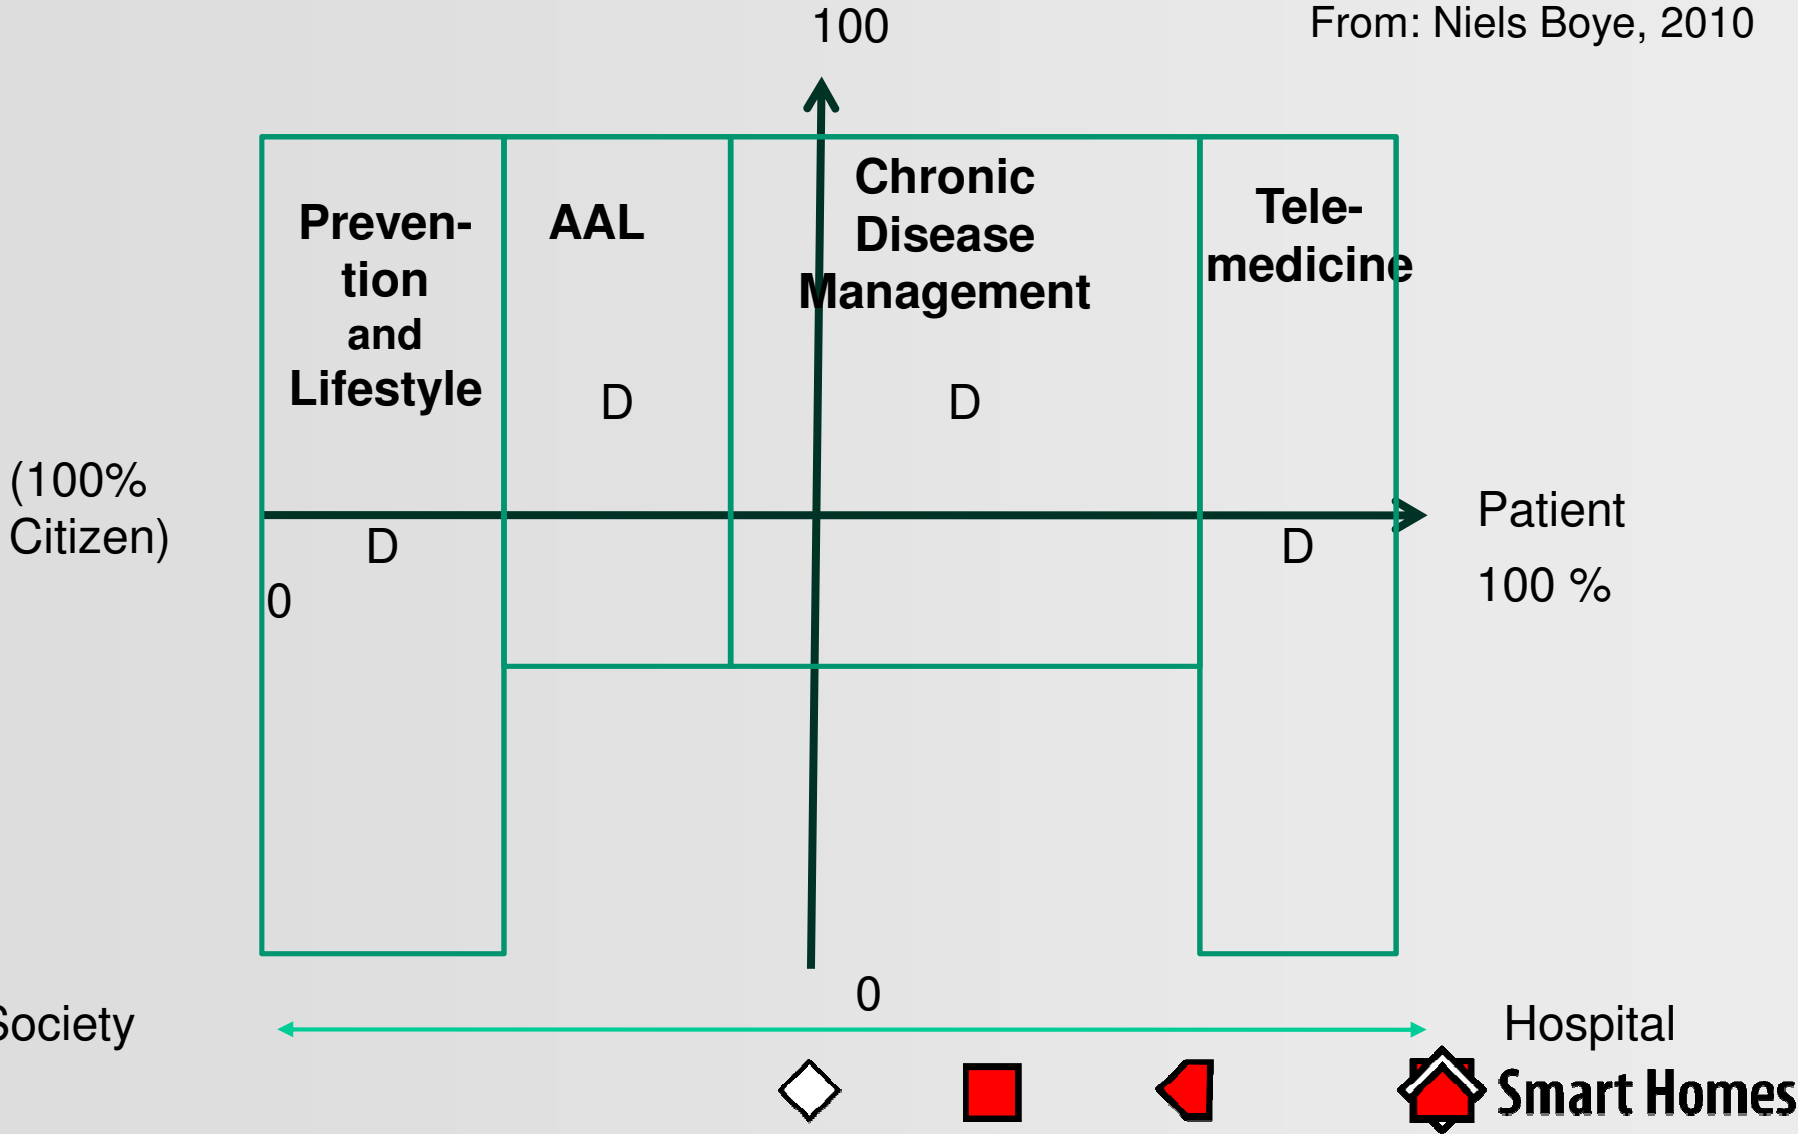 100
From: Niels Boye, 2010
Preven-
tion
and
Lifestyle
AAL
Chronic
Disease
Management
Tele-
medicine
D
D
(100%
Citizen)
Patient
100 %
D
D
0
0
Society
Hospital
Smart Homes